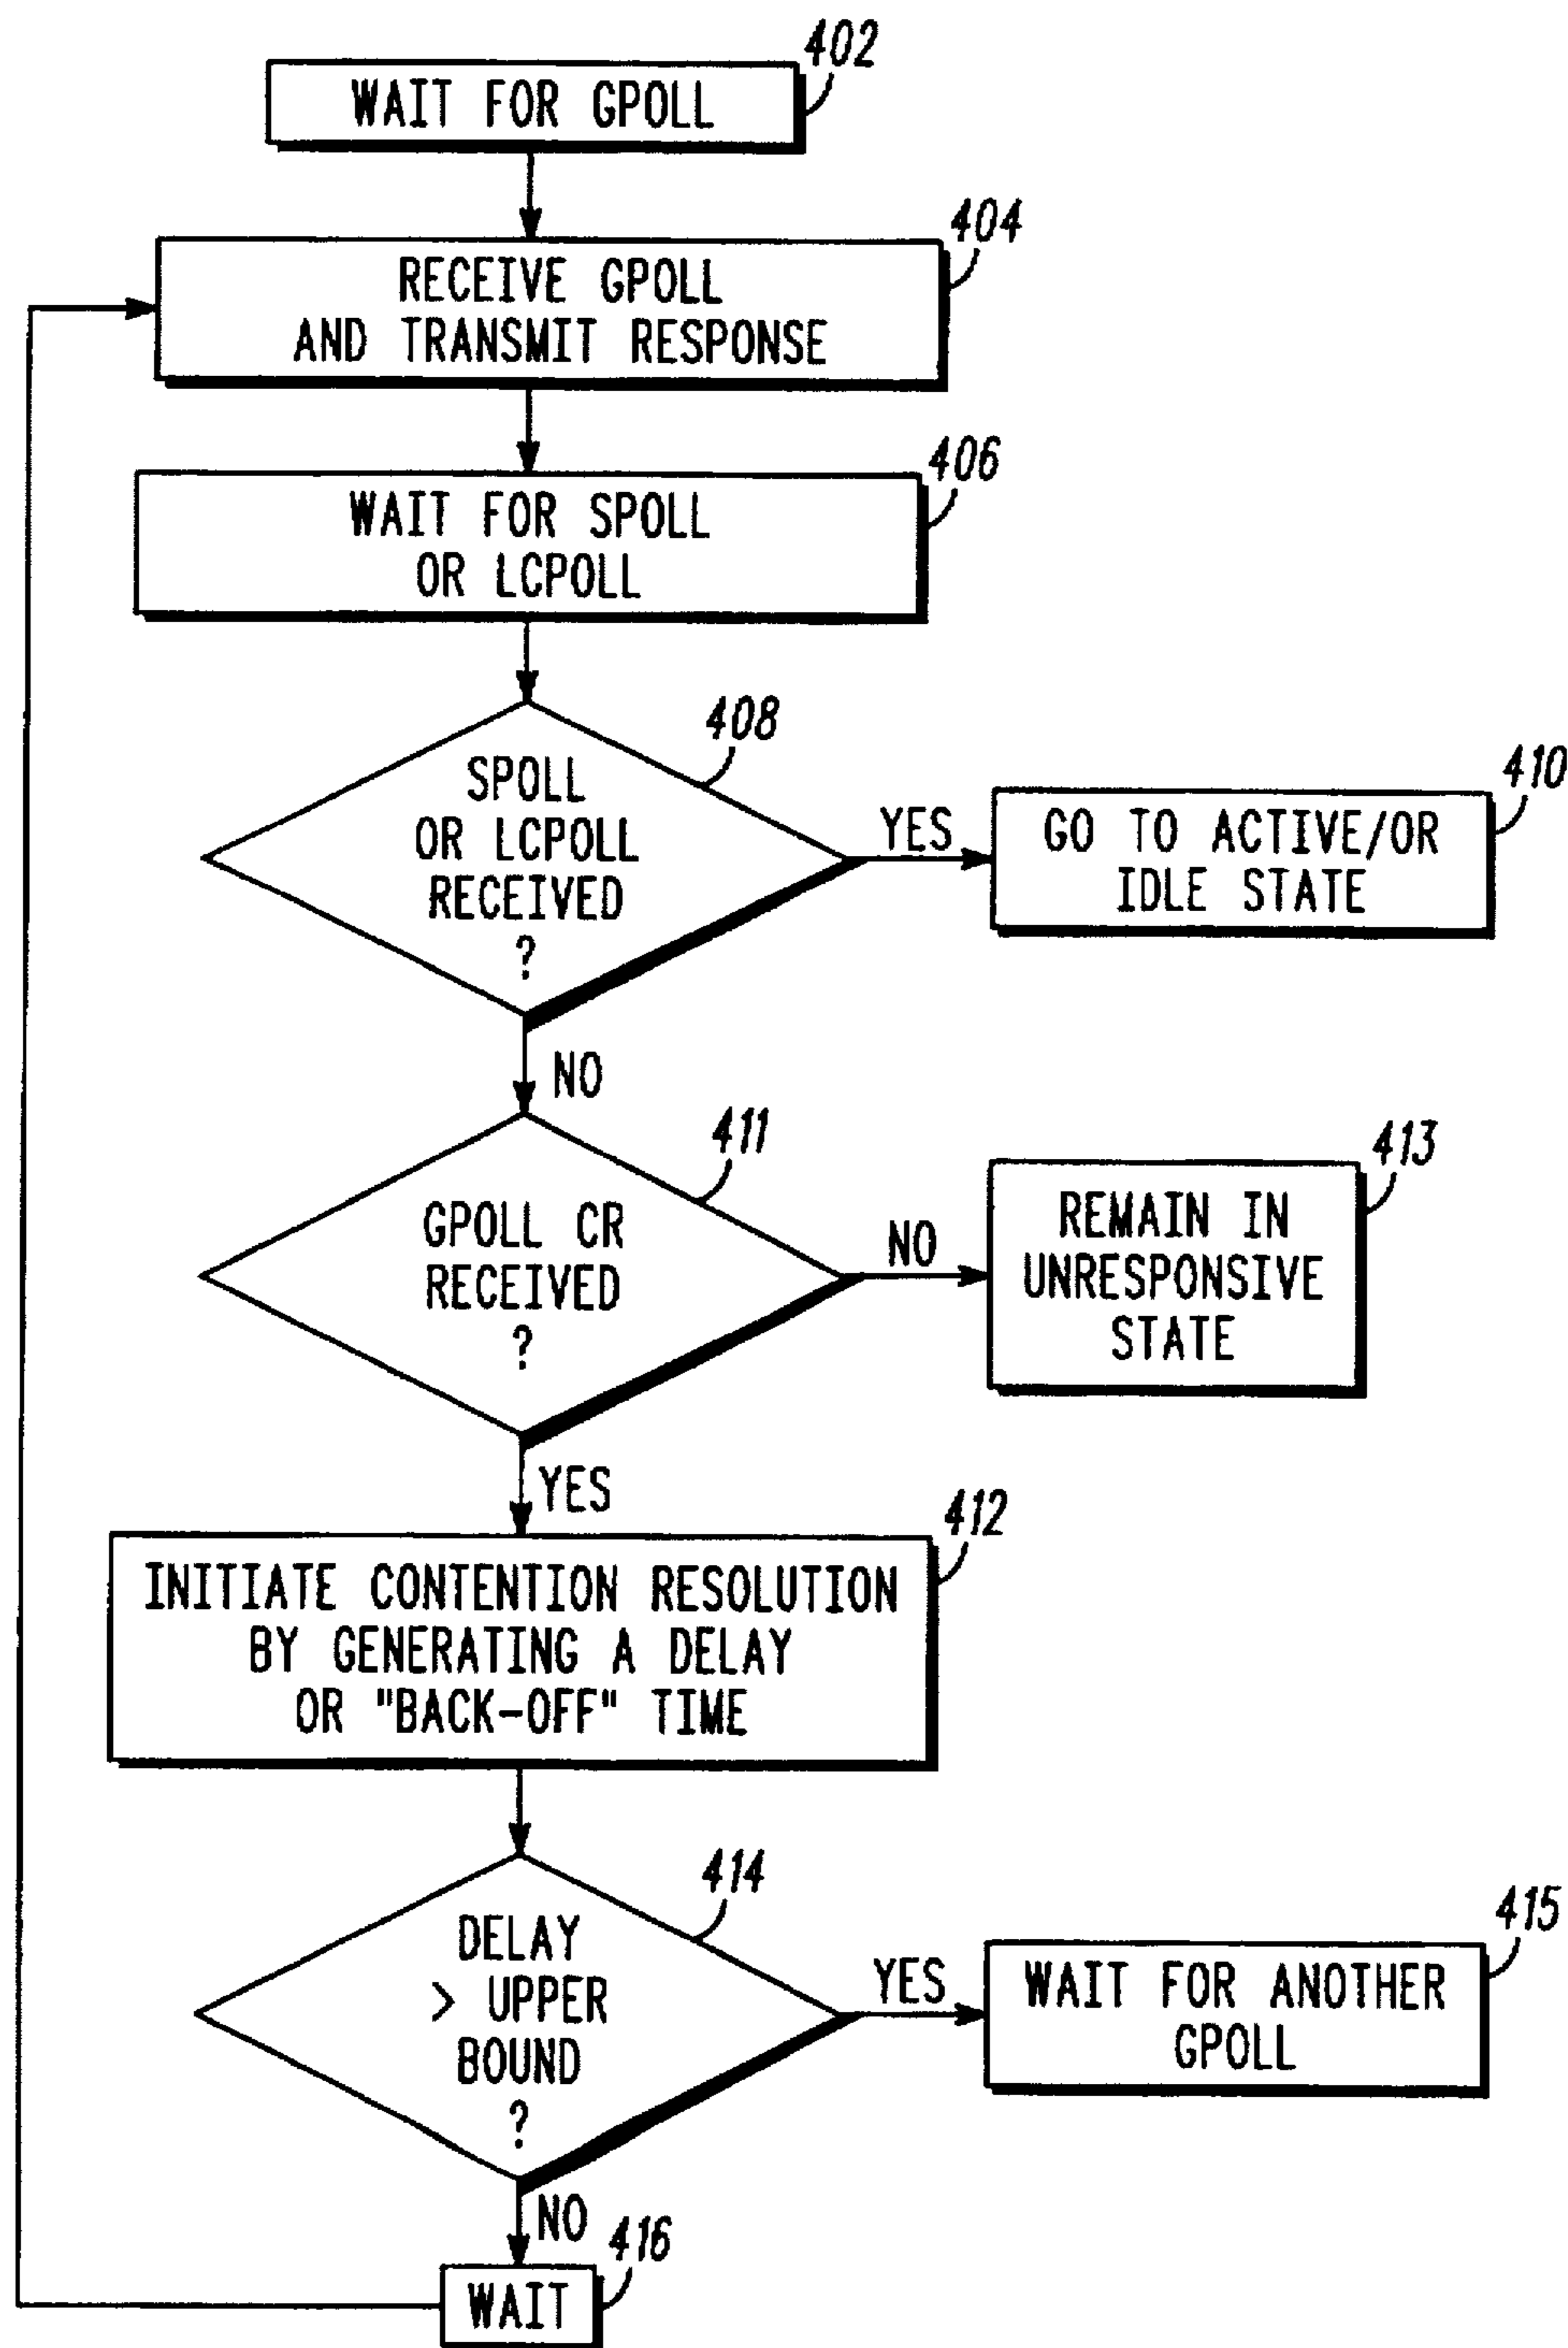 402
WAIT FOR GPOLL
404
RECEIVE GPOLL
AND TRANSMIT RESPONSE
406
WAIT FOR SPOLL
OR LCPOLL
408
SPOLL
OR LCPOLL
RECEIVED
?
YES
410
GO TO ACTIVE/OR
IDLE STATE
NO
411
GPOLL CR
RECEIVED
?
NO
413
REMAIN IN
UNRESPONSIVE
STATE
YES
412
INITIATE CONTENTION RESOLUTION
BY GENERATING A DELAY
OR "BACK-OFF" TIME
414
DELAY
> UPPER
BOUND
?
YES
415
WAIT FOR ANOTHER
GPOLL
NO
416
WAIT